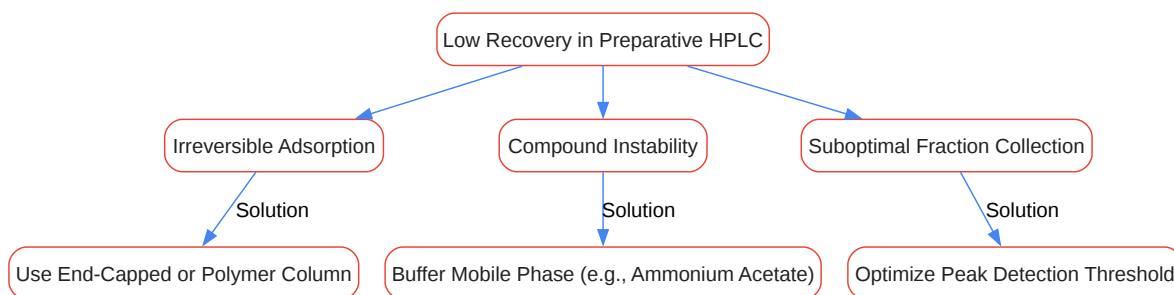 Low Recovery in Preparative HPLC
Irreversible Adsorption
Compound Instability
Suboptimal Fraction Collection
Solution
Solution
Solution
Use End-Capped or Polymer Column
Buffer Mobile Phase (e.g., Ammonium Acetate)
Optimize Peak Detection Threshold